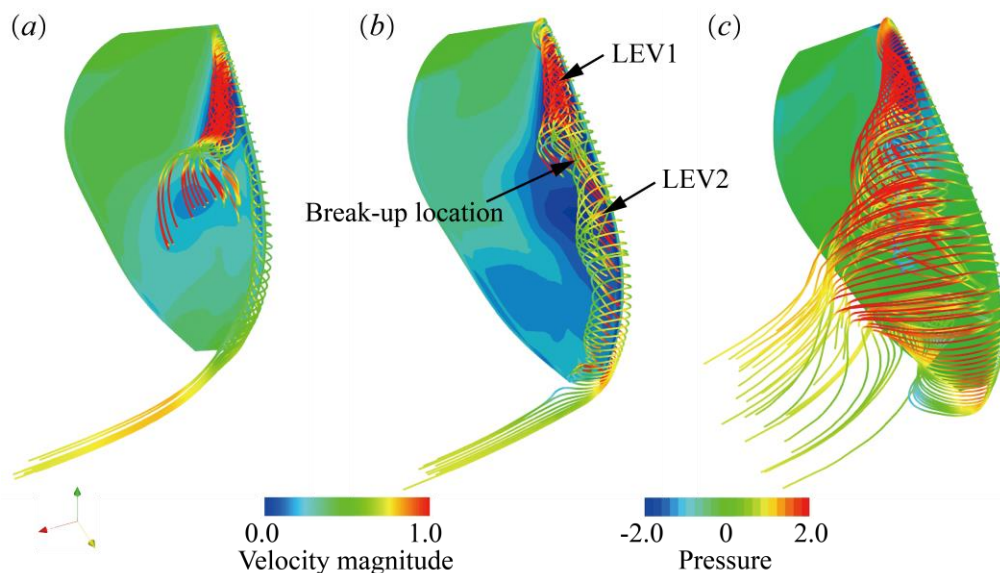 (a)
(b)
(c)
LEV1
LEV2
Break-up location
0.0 1.0
Velocity magnitude
-2.0 0 2.0
Pressure